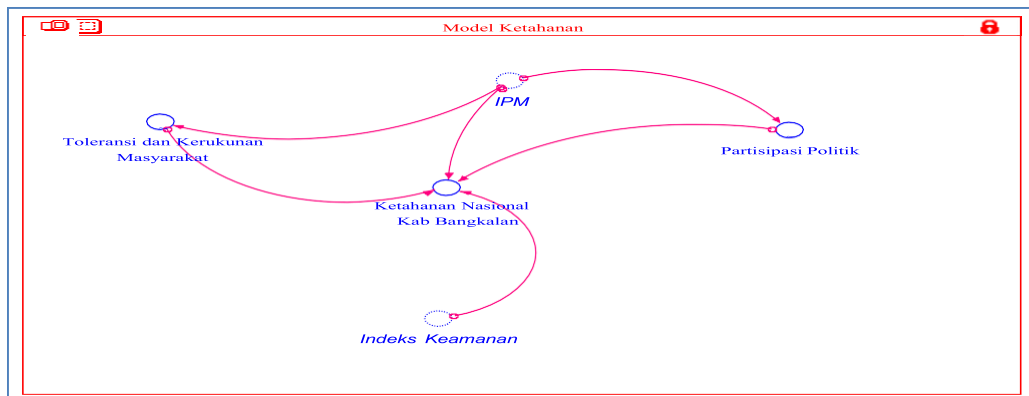 Model Ketahanan
IPM
Toleransi dan Kerukunan
Masyarakat
Partisipasi Politik
Ketahanan Nasional
Kab Bangkalan
Indeks Keamanan